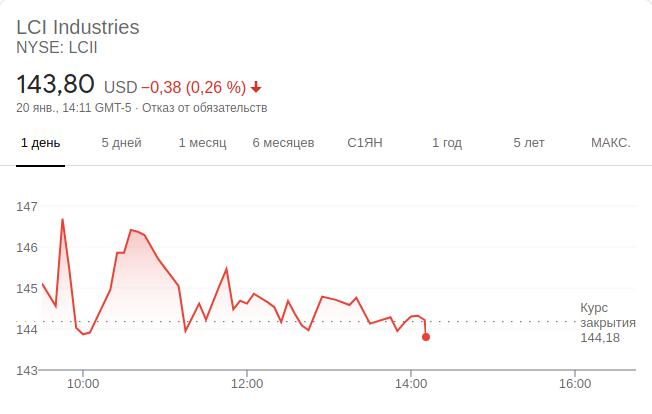 LCI Industries
NYSE: LCII
143,80 USD −0,38 (0,26 %)
20 янв., 14:11 GMT-5 · Отказ от обязательств
1 день 5 дней 1 месяц 6 месяцев С1ЯН 1 год 5 лет МАКС.
147
146
145
144
143
Курс
закрытия
144,18
10:00 12:00 14:00 16:00